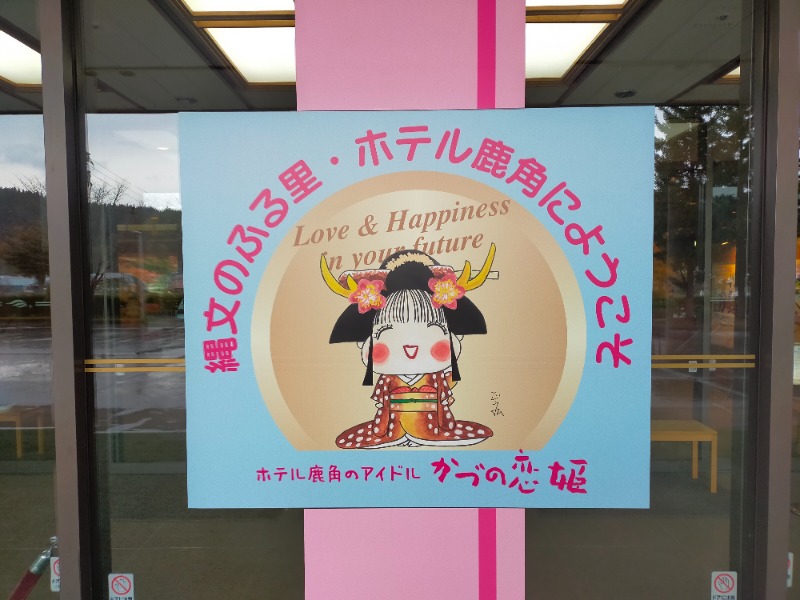 縄文のふる里・ホテル鹿角にようこそ
Love & Happiness
in your future
ホテル鹿角のアイドル かづの恋姫